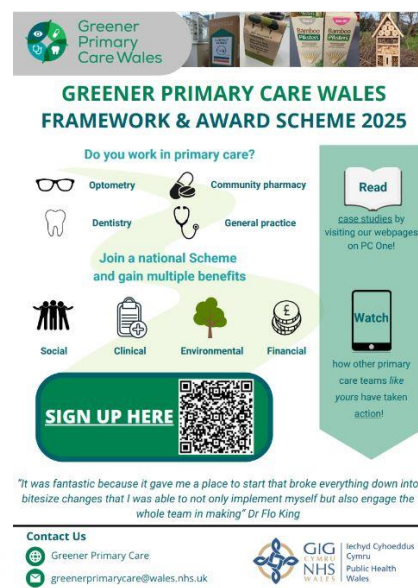 Greener
Primary
Care Wales
Bamboo
Plasters
Bamboo
Plasters
GREENER PRIMARY CARE WALES
FRAMEWORK & AWARD SCHEME 2025
Do you work in primary care?
Optometry
Community pharmacy
Dentistry
General practice
Join a national Scheme
and gain multiple benefits
Social
Clinical
Environmental
Financial
SIGN UP HERE
Read
case studies by
visiting our webpages
on PC One!
Watch
how other primary
care teams like
yours have taken
action!
"It was fantastic because it gave me a place to start that broke everything down into
bitesize changes that I was able to not only implement myself but also engage the
whole team in making" Dr Flo King
Contact Us
Greener Primary Care
greenerprimarycare@wales.nhs.uk
GIG
CYMRU
NHS
WALES
Iechyd Cyhoeddus
Cymru
Public Health
Wales